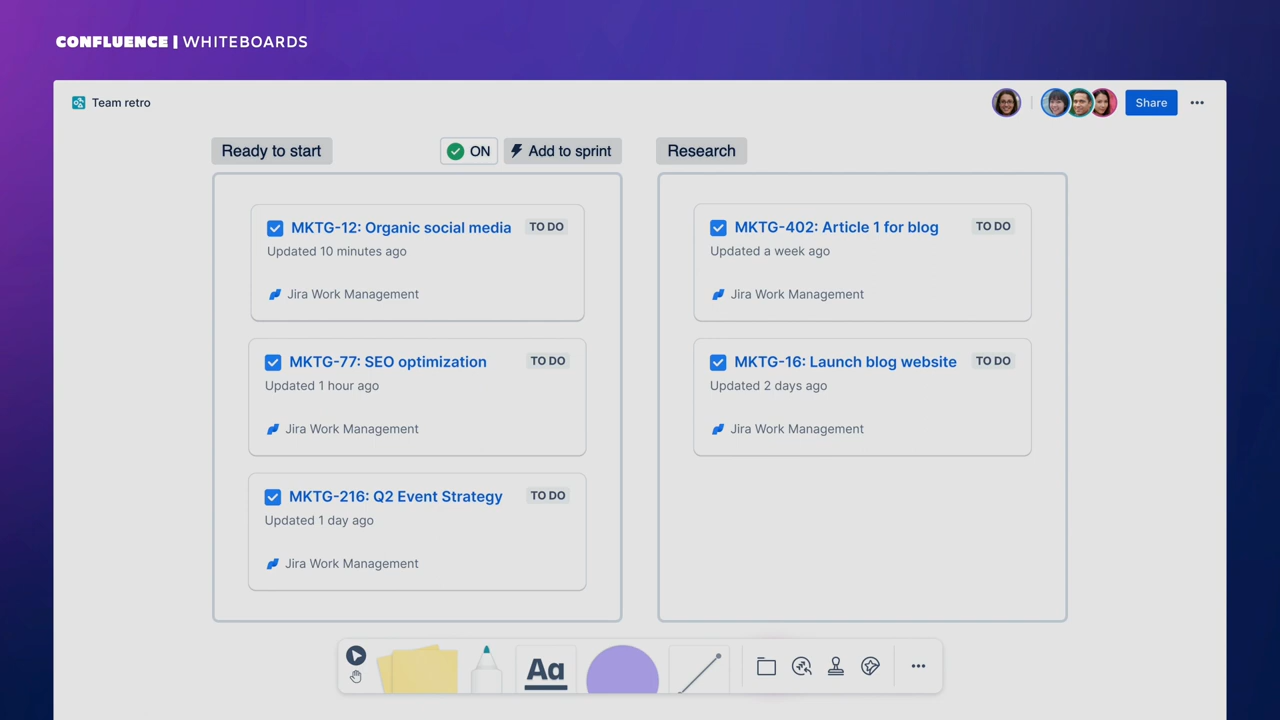 CONFLUENCE | WHITEBOARDS
Team retro
Share
Ready to start
ON
Add to sprint
Research
MKTG-12: Organic social media
TO DO
Updated 10 minutes ago
Jira Work Management
MKTG-77: SEO optimization
TO DO
Updated 1 hour ago
Jira Work Management
MKTG-216: Q2 Event Strategy
TO DO
Updated 1 day ago
Jira Work Management
MKTG-402: Article 1 for blog
TO DO
Updated a week ago
Jira Work Management
MKTG-16: Launch blog website
TO DO
Updated 2 days ago
Jira Work Management
Aa